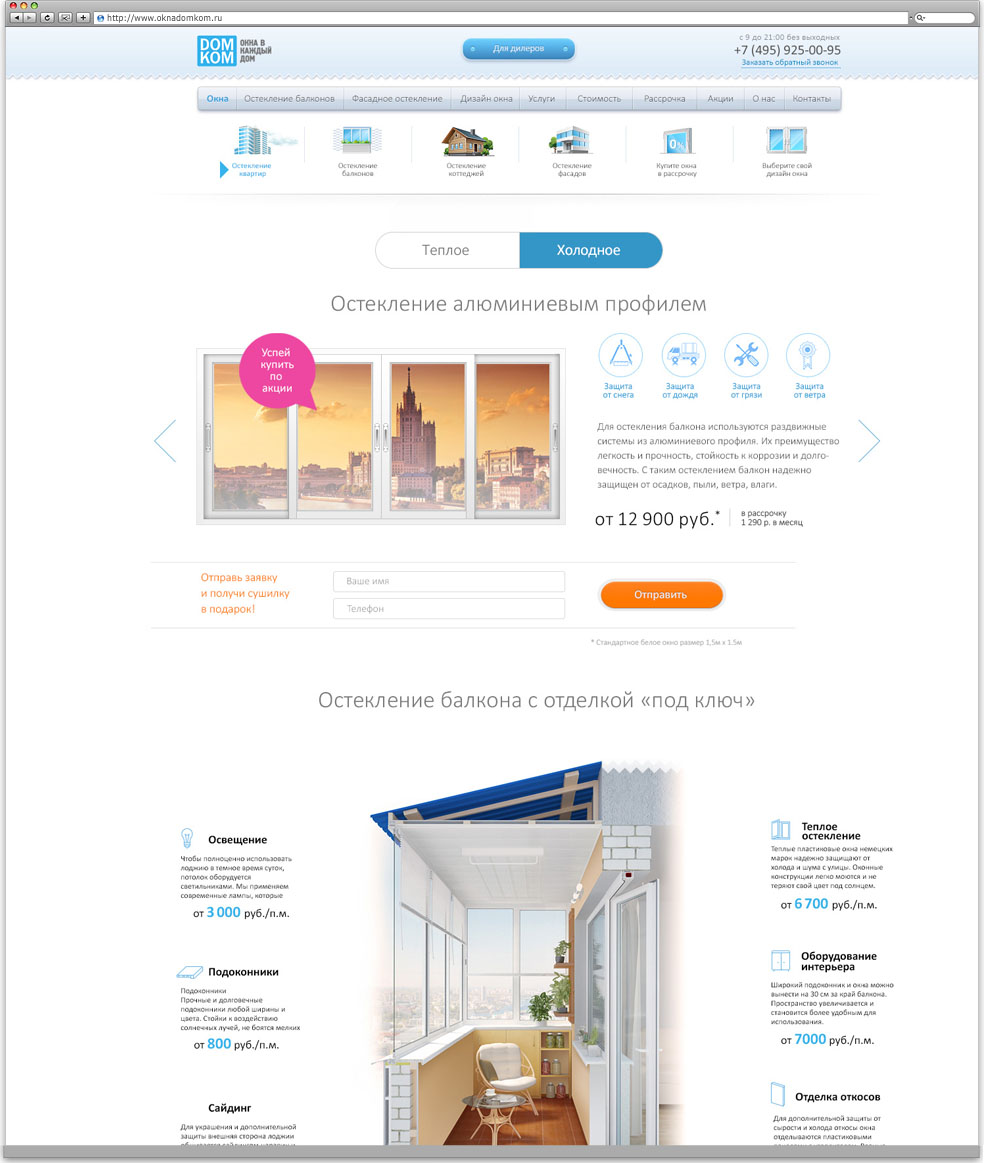 http://www.oknadomkom.ru
DOM
KOM
ОКНА В
КАЖДЫЙ
ДОМ
Для дилеров
с 9 до 21:00 без выходных
+7 (495) 925-00-95
Заказать обратный звонок
Окна
Остекление балконов
Фасадное остекление
Дизайн окна
Услуги
Стоимость
Рассрочка
Акции
О нас
Контакты
Остекление
квартир
Остекление
балконов
Остекление
коттеджей
Остекление
фасадов
0%
Купите окна
в рассрочку
Выберите свой
дизайн окна
Теплое
Холодное
Остекление алюминиевым профилем
Успей
купить
по
акции
Защита
от снега
Защита
от дождя
Защита
от грязи
Защита
от ветра
Для остекления балкона используются раздвижные
системы из алюминиевого профиля. Их преимущество
легкость и прочность, стойкость к коррозии и долго-
вечность. С таким остеклением балкон надежно
защищен от осадков, пыли, ветра, влаги.
от 12 900 руб.*
в рассрочку
1 290 р. в месяц
Отправь заявку
и получи сушилку
в подарок!
Ваше имя
Телефон
Отправить
* Стандартное белое окно размер 1,5м х 1.5м
Остекление балкона с отделкой «под ключ»
Освещение
Чтобы полноценно использовать
лоджию в темное время суток,
потолок оборудуется
светильниками. Мы применяем
современные лампы, которые
от 3 000 руб./п.м.
Подоконники
Подоконники
Прочные и долговечные
подоконники любой ширины и
цвета. Стойки к воздействию
солнечных лучей, не боятся мелких
от 800 руб./п.м.
Сайдинг
Для украшения и дополнительной
защиты внешняя сторона лоджии
Теплое
остекление
Теплые пластиковые окна немецких
марок надежно защищают от
холода и шума с улицы. Оконные
конструкции легко моются и не
теряют свой цвет под солнцем.
от 6 700 руб./п.м.
Оборудование
интерьера
Широкий подоконник и окна можно
вынести на 30 см за край балкона.
Пространство увеличивается и
становится более удобным для
использования.
от 7000 руб./п.м.
Отделка откосов
Для дополнительной защиты от
сырости и холода откосы окна
отделываются пластиковыми